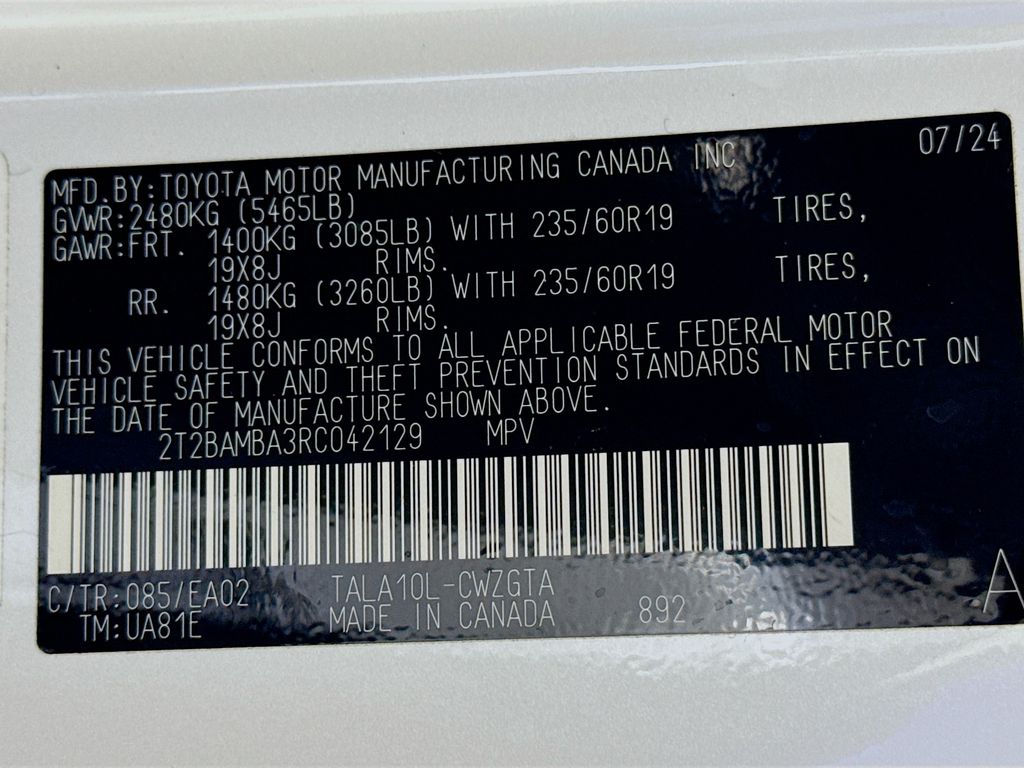 07/24
MFD.BY:TOYOTA MOTOR MANUFACTURING CANADA INC
GVWR:2480KG (5465LB)
GAWR:FRT. 1400KG (3085LB) WITH 235/60R19 TIRES,
19X8J RIMS.
RR. 1480KG (3260LB) WITH 235/60R19 TIRES,
19X8J RIMS.
THIS VEHICLE CONFORMS TO ALL APPLICABLE FEDERAL MOTOR
VEHICLE SAFETY AND THEFT PREVENTION STANDARDS IN EFFECT ON
THE DATE OF MANUFACTURE SHOWN ABOVE.
2T2BAMBA3RC042129 MPV
C/TR:085/EA02 TALA10L-CWZGTA
TM:UA81E MADE IN CANADA 892 A